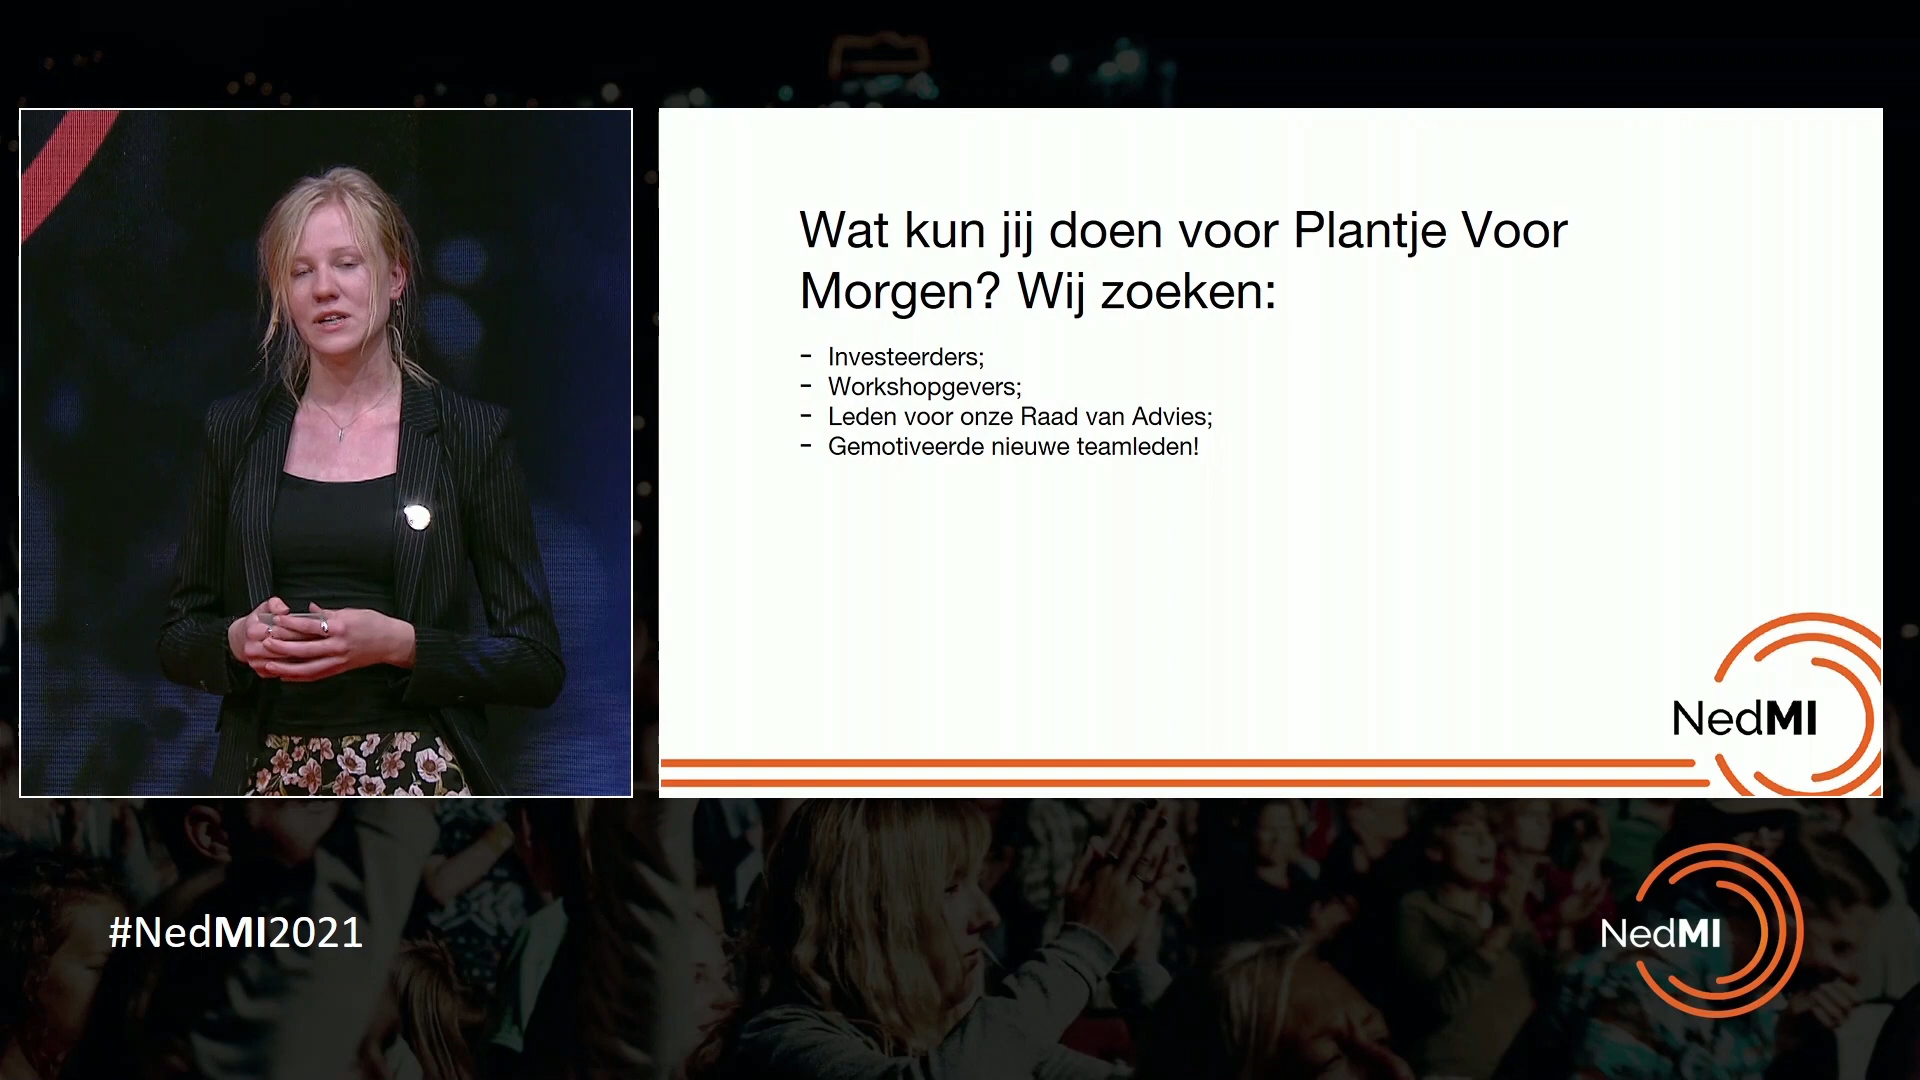 Wat kun jij doen voor Plantje Voor
Morgen? Wij zoeken:
- Investeerders;
- Workshopgevers;
- Leden voor onze Raad van Advies;
- Gemotiveerde nieuwe teamleden!
NedMI
#NedMI2021
NedMI